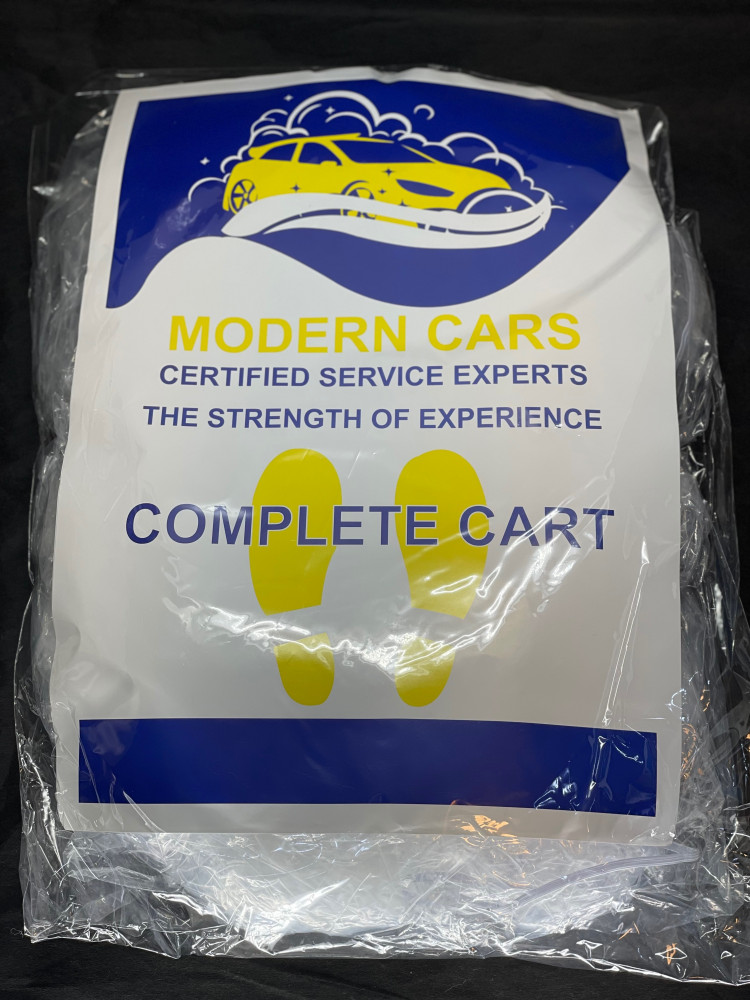 MODERN CARS
CERTIFIED SERVICE EXPERTS
THE STRENGTH OF EXPERIENCE
COMPLETE CART